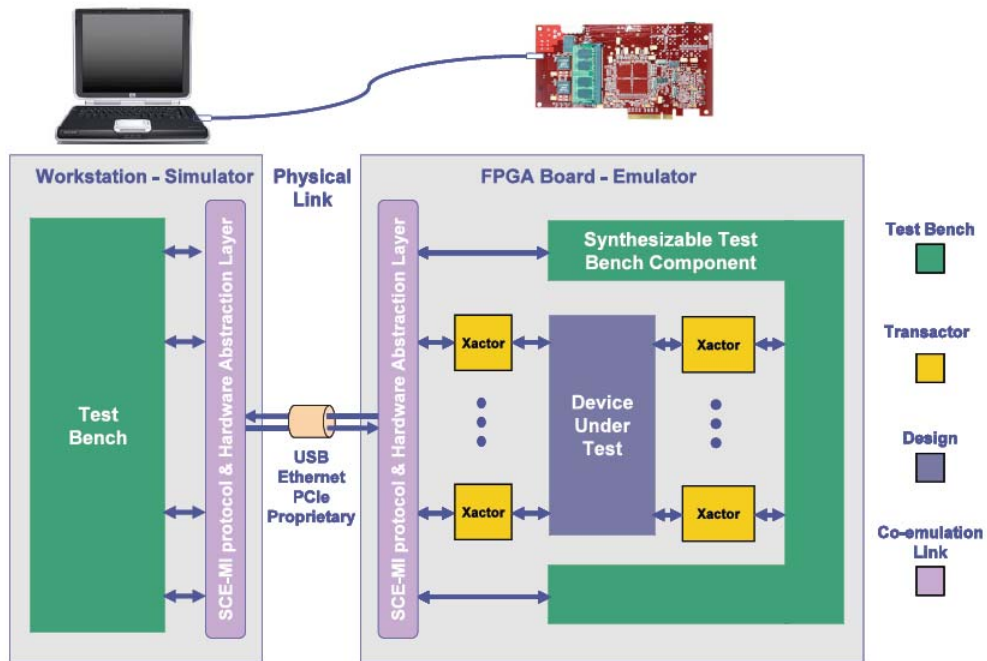 Workstation - Simulator
Physical
Link
FPGA Board - Emulator
Test
Bench
SCE-MI protocol & Hardware Abstraction Layer
USB
Ethernet
PCIe
Proprietary
SCE-MI protocol & Hardware Abstraction Layer
Synthesizable Test
Bench Component
Xactor
Xactor
Device
Under
Test
Xactor
Xactor
Test Bench
Transactor
Design
Co-emulation
Link